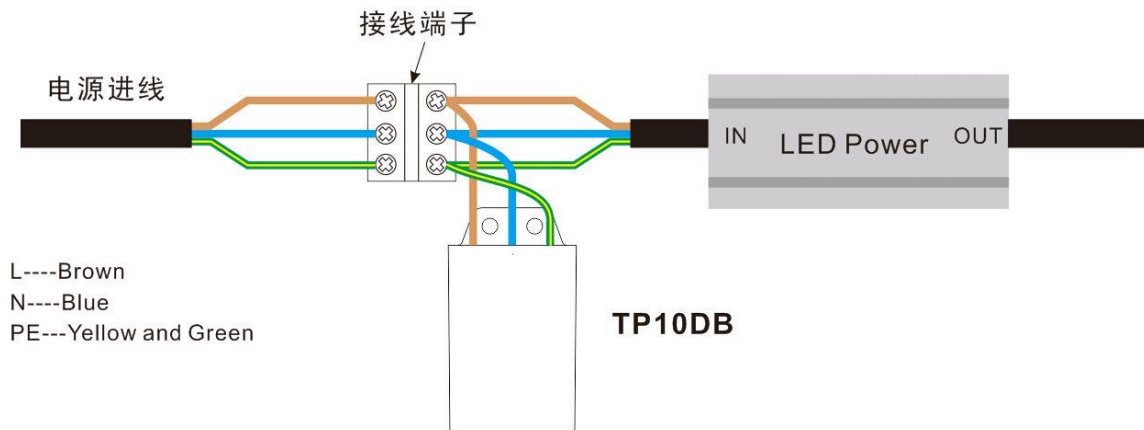 接线端子
电源进线
IN
LED Power
OUT
L----Brown
N----Blue
PE---Yellow and Green
TP10DB